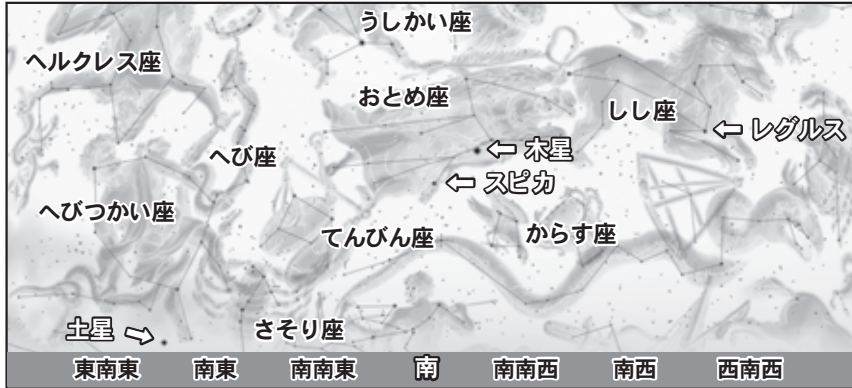 うしかい座
ヘルクレス座
おとめ座
しし座
⇦ レグルス
⇦ 木星
へび座
⇦ スピカ
へびつかい座
てんびん座
からす座
土星 ⇨
さそり座
東南東 南東 南南東 南 南南西 南西 西南西